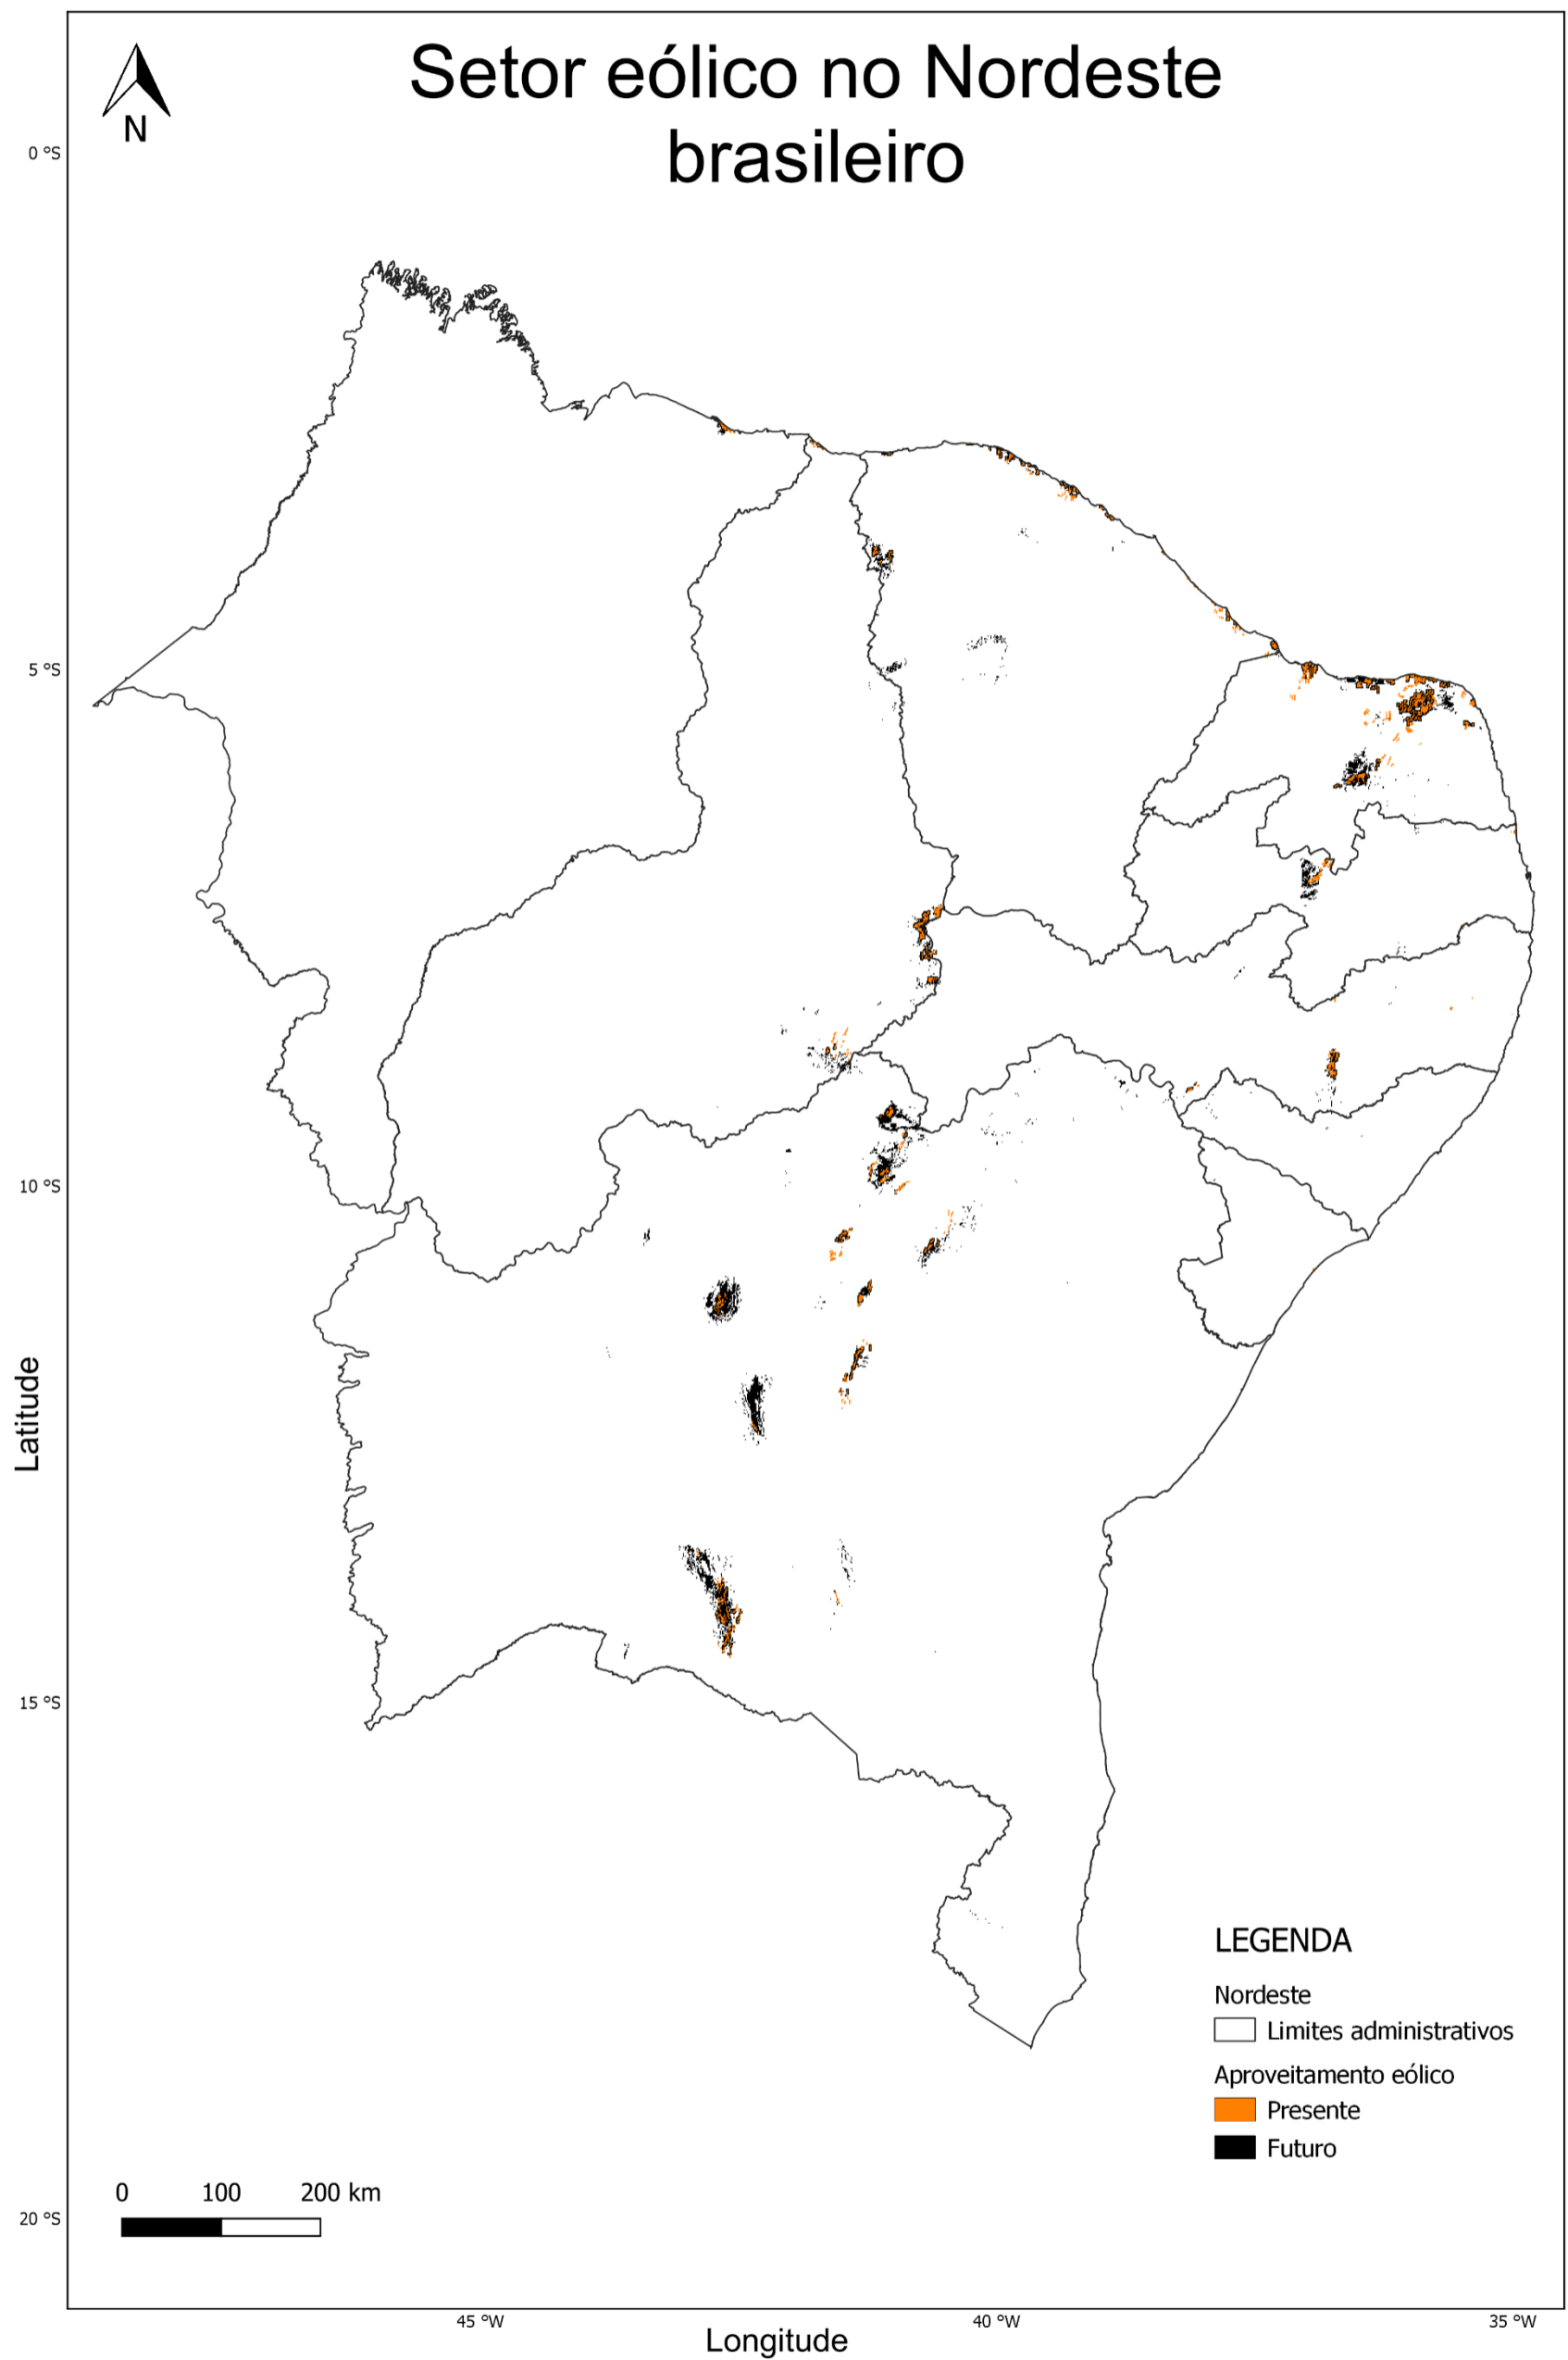 Setor eólico no Nordeste
brasileiro
N
0 °S
5 °S
10 °S
15 °S
20 °S
Latitude
LEGENDA
Nordeste
Limites administrativos
Aproveitamento eólico
Presente
Futuro
0 100 200 km
45 °W 40 °W 35 °W
Longitude